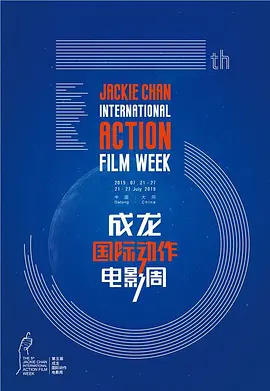 5th
JACKIE CHAN
INTERNATIONAL
ACTION
FILM WEEK
2019. 07. 21-27
21-27 July 2019
中国 · 大同
Datong · China
成龙
国际动作
电影周
THE 5th
JACKIE CHAN
INTERNATIONAL
ACTION FILM
WEEK
第五届
成龙
国际动作
电影周